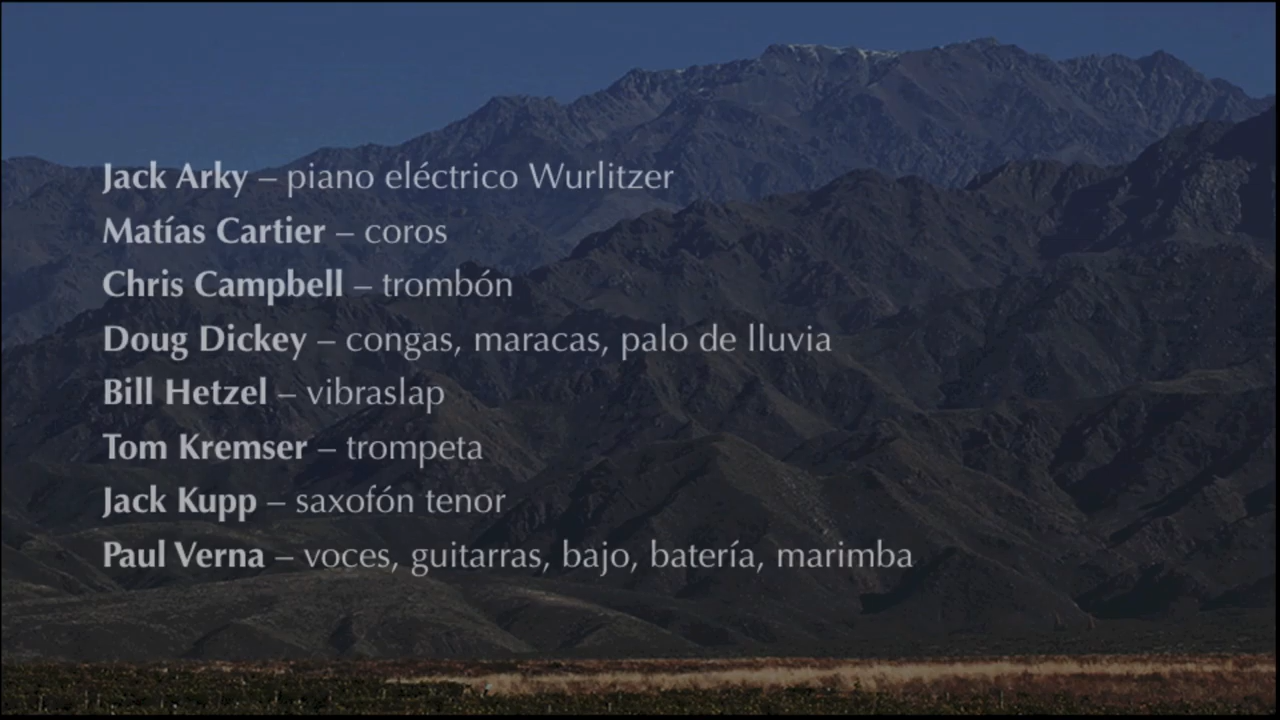 Jack Arky – piano eléctrico Wurlitzer
Matías Cartier – coros
Chris Campbell – trombón
Doug Dickey – congas, maracas, palo de lluvia
Bill Hetzel – vibraslap
Tom Kremser – trompeta
Jack Kupp – saxofón tenor
Paul Verna – voces, guitarras, bajo, batería, marimba